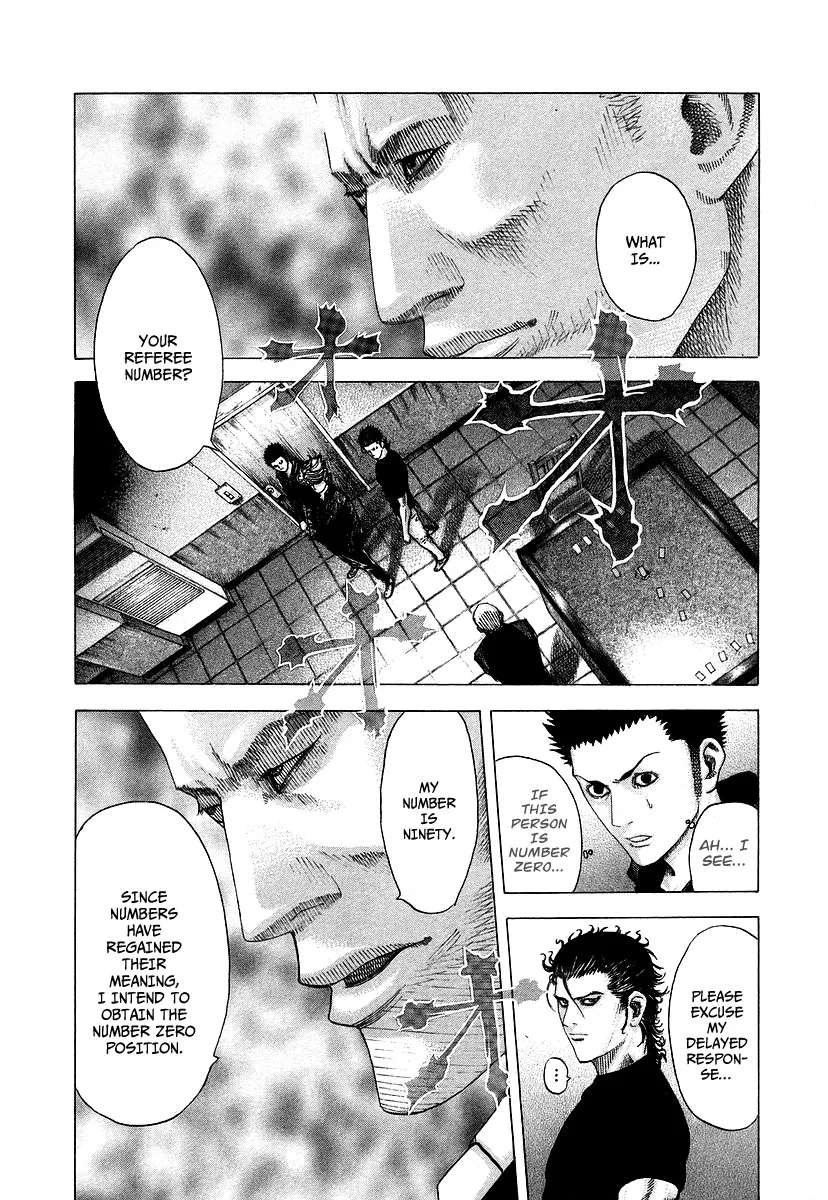 WHAT
IS...
YOUR
REFEREE
NUMBER?
AH... I
SEE...
IF
THIS
PERSON
IS
NUMBER
ZERO...
PLEASE
EXCUSE
MY
DELAYED
RESPON-
SE...
...
MY
NUMBER
IS
NINETY.
SINCE
NUMBERS
HAVE
REGAINED
THEIR
MEANING,
I INTEND TO
OBTAIN THE
NUMBER ZERO
POSITION.